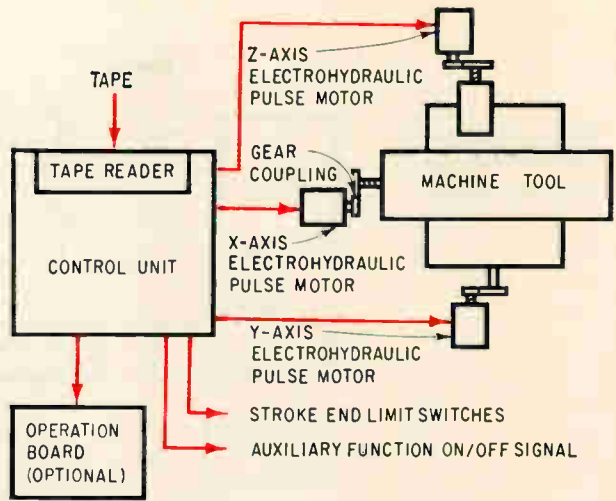 Z-AXIS
ELECTROHYDRAULIC
PULSE MOTOR
TAPE
TAPE READER
GEAR
COUPLING
MACHINE TOOL
CONTROL UNIT
X-AXIS
ELECTROHYDRAULIC
PULSE MOTOR
Y-AXIS
ELECTROHYDRAULIC
PULSE MOTOR
OPERATION
BOARD
(OPTIONAL)
STROKE END LIMIT SWITCHES
AUXILIARY FUNCTION ON/OFF SIGNAL